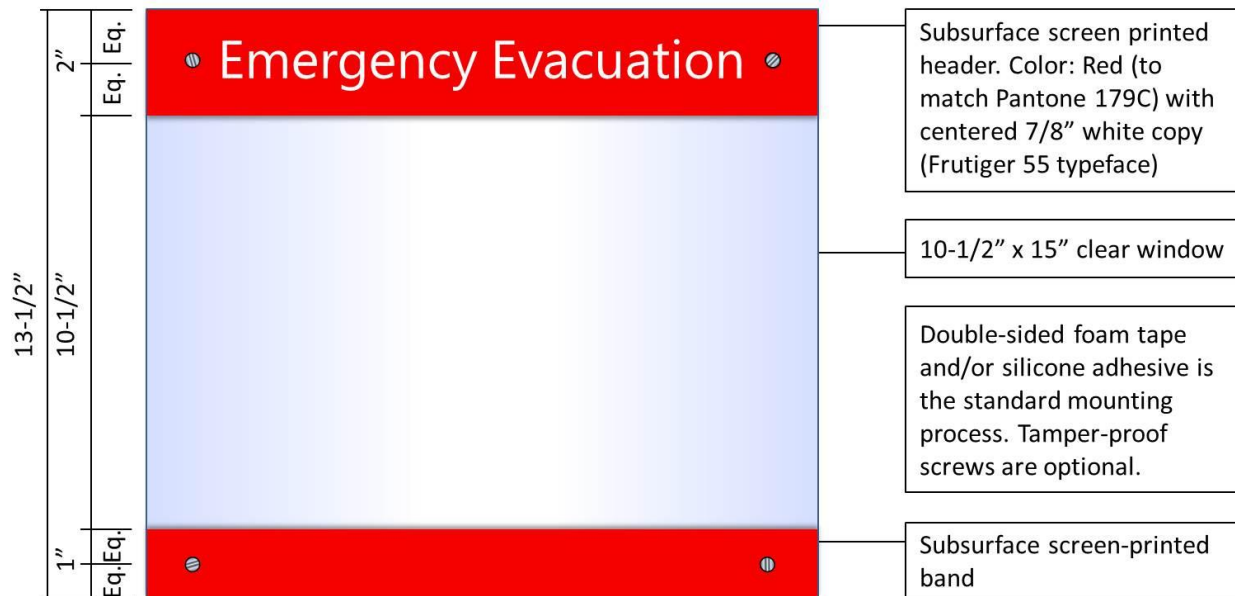 Emergency Evacuation
Eq.
2”
Eq.
13-1/2”
10-1/2”
1”
Eq.
Eq.
Subsurface screen printed
header. Color: Red (to
match Pantone 179C) with
centered 7/8” white copy
(Frutiger 55 typeface)
10-1/2” x 15” clear window
Double-sided foam tape
and/or silicone adhesive is
the standard mounting
process. Tamper-proof
screws are optional.
Subsurface screen-printed
band